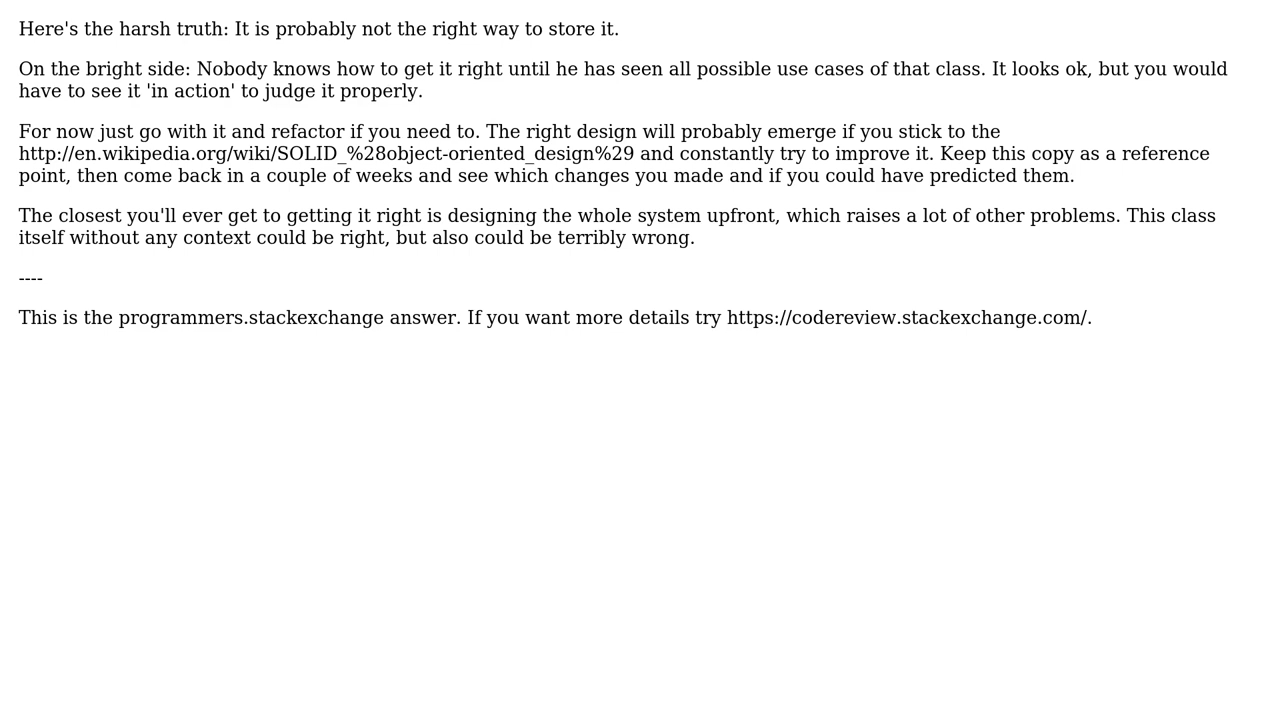 Here's the harsh truth: It is probably not the right way to store it.
On the bright side: Nobody knows how to get it right until he has seen all possible use cases of that class. It looks ok, but you would
have to see it 'in action' to judge it properly.
For now just go with it and refactor if you need to. The right design will probably emerge if you stick to the
http://en.wikipedia.org/wiki/SOLID_%28object-oriented_design%29 and constantly try to improve it. Keep this copy as a reference
point, then come back in a couple of weeks and see which changes you made and if you could have predicted them.
The closest you'll ever get to getting it right is designing the whole system upfront, which raises a lot of other problems. This class
itself without any context could be right, but also could be terribly wrong.
----
This is the programmers.stackexchange answer. If you want more details try https://codereview.stackexchange.com/.